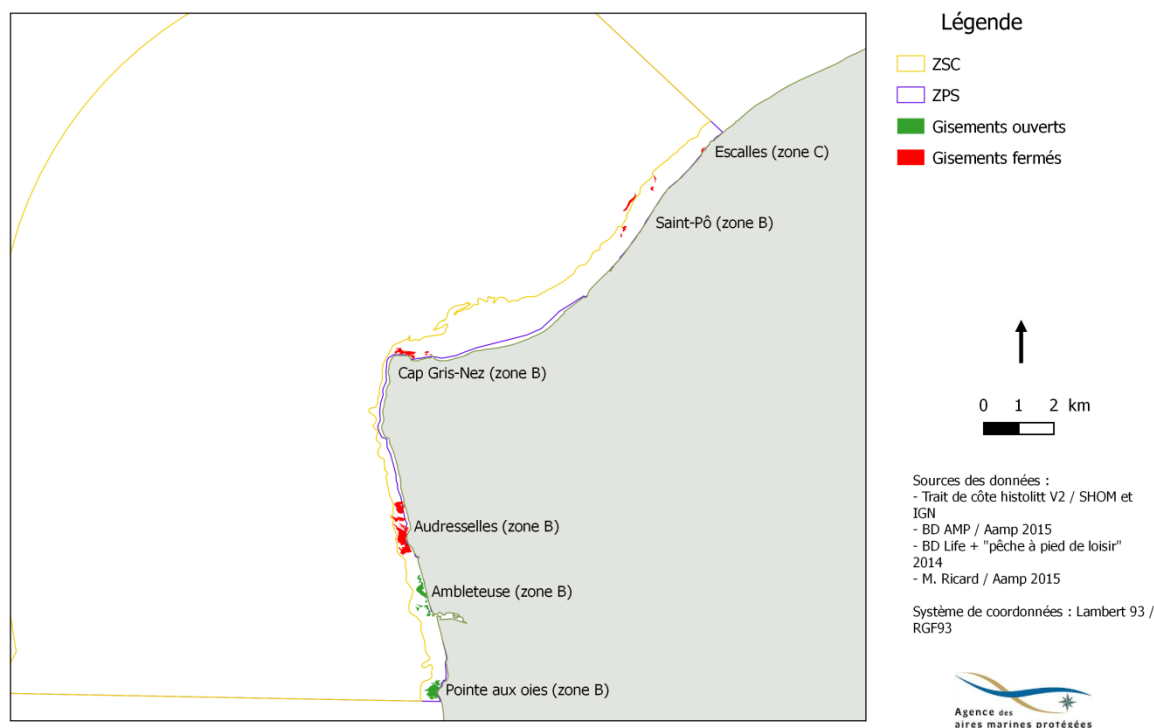 Légende
ZSC
ZPS
Gisements ouverts
Gisements fermés
Escalles (zone C)
Saint-Pô (zone B)
Cap Gris-Nez (zone B)
Audresselles (zone B)
Ambleteuse (zone B)
Pointe aux oies (zone B)
0 1 2 km
Sources des données :
- Trait de côte histolitt V2 / SHOM et
IGN
- BD AMP / Aamp 2015
- BD Life + "pêche à pied de loisir"
2014
- M. Ricard / Aamp 2015
Système de coordonnées : Lambert 93 /
RGF93
Agence des
aires marines protégées